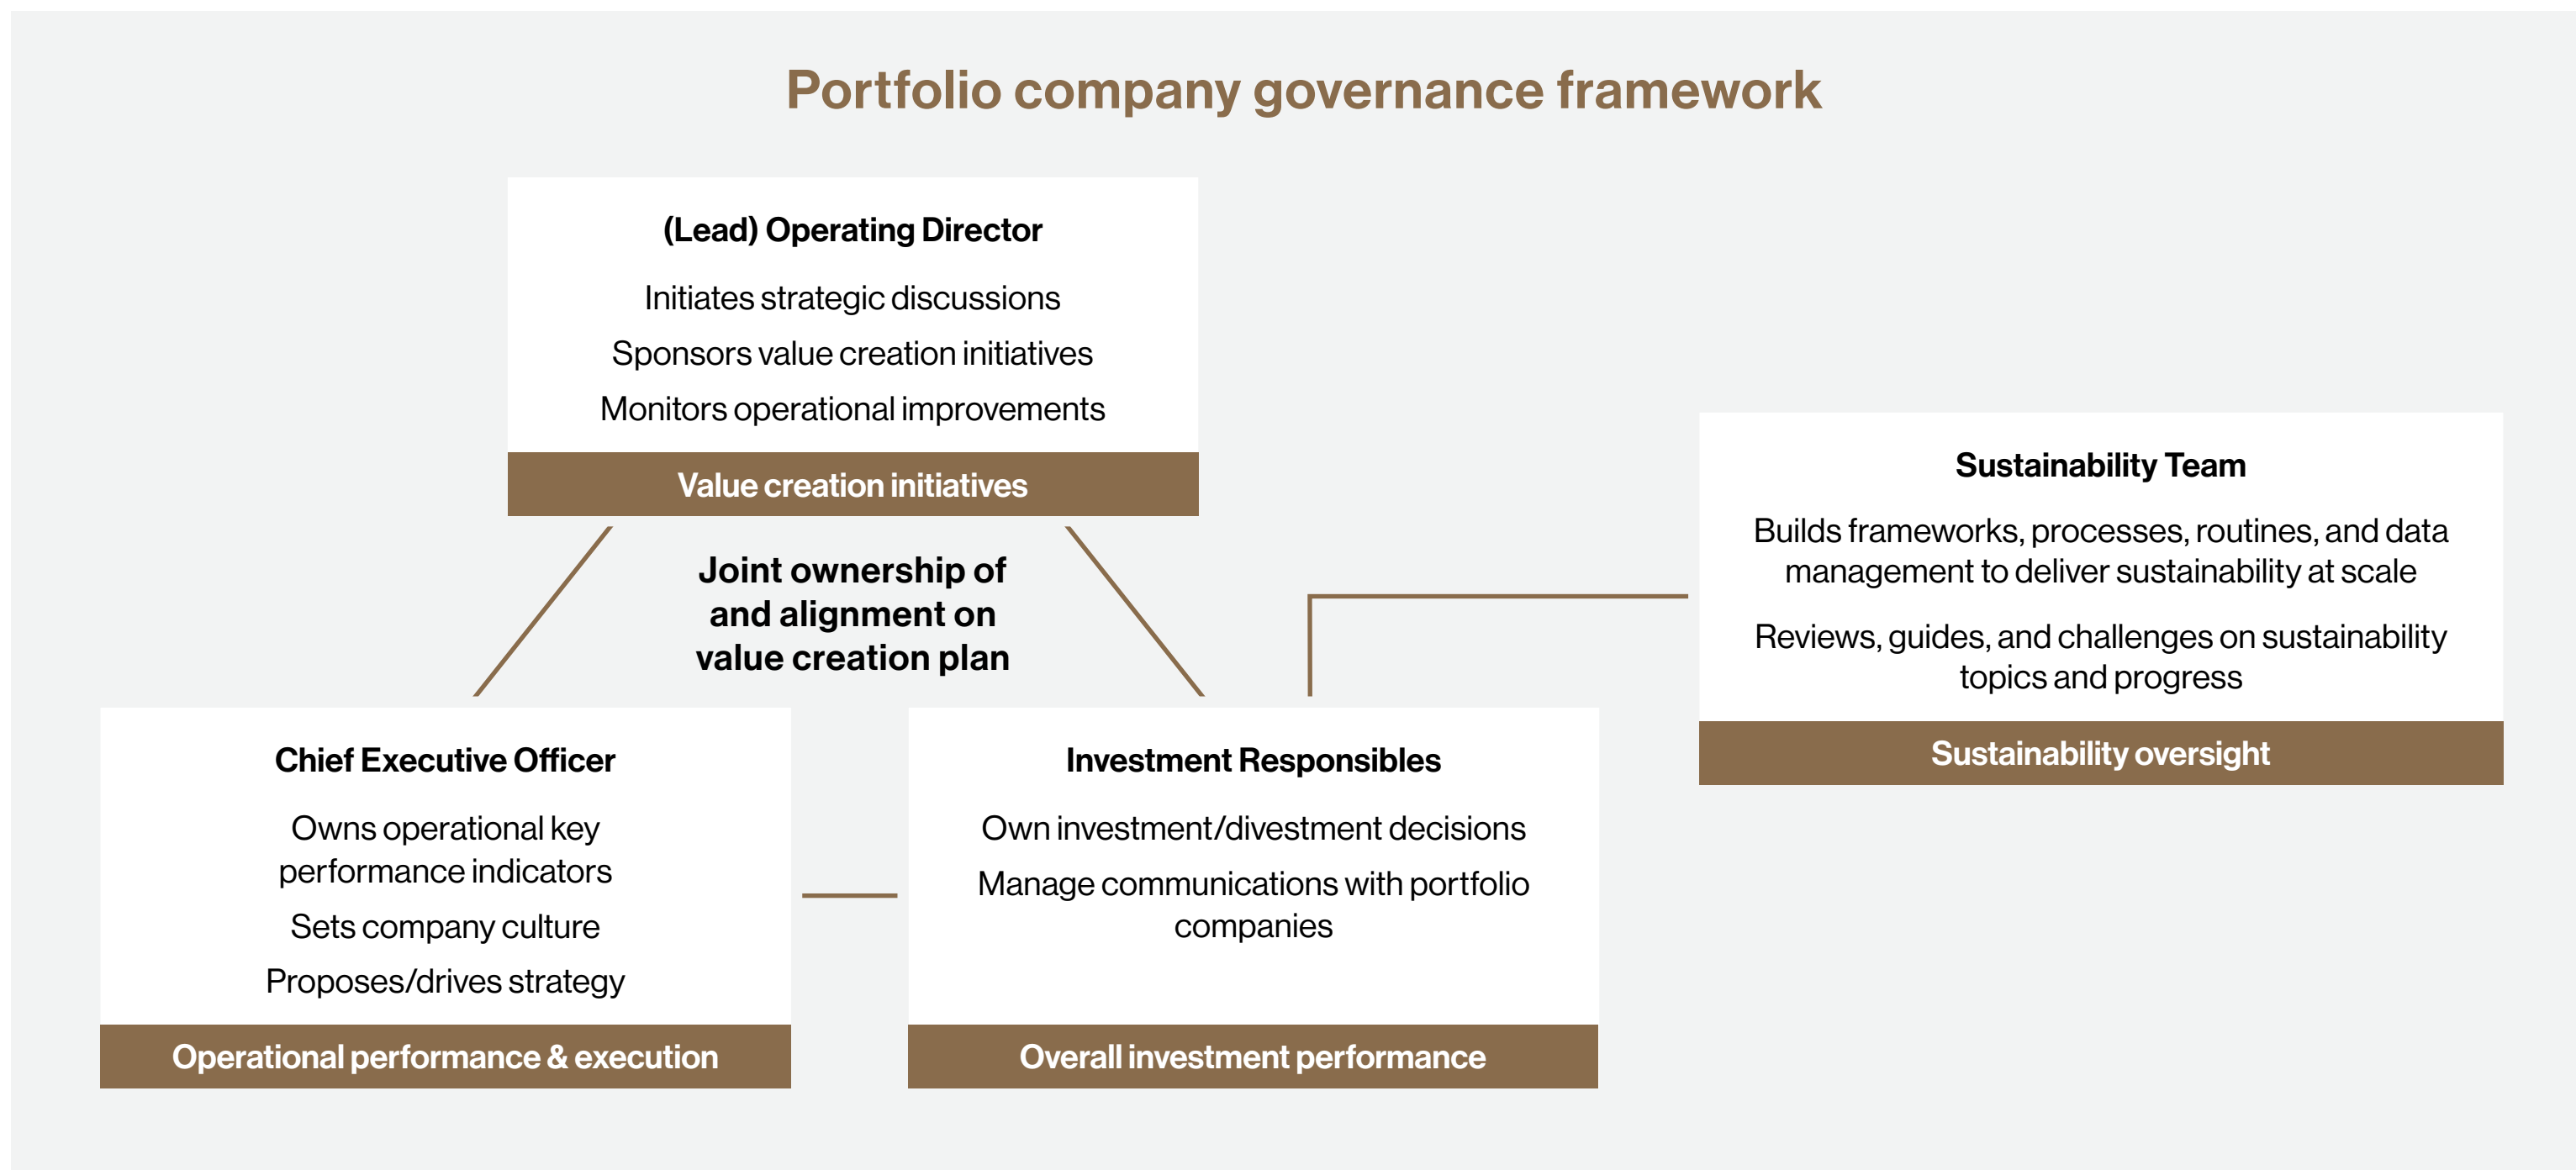 Portfolio company governance framework
(Lead) Operating Director
Initiates strategic discussions
Sponsors value creation initiatives
Monitors operational improvements
Value creation initiatives
Joint ownership of
and alignment on
value creation plan
Chief Executive Officer
Owns operational key
performance indicators
Sets company culture
Proposes/drives strategy
Operational performance & execution
Investment Responsibles
Own investment/divestment decisions
Manage communications with portfolio
companies
Overall investment performance
Sustainability Team
Builds frameworks, processes, routines, and data
management to deliver sustainability at scale
Reviews, guides, and challenges on sustainability
topics and progress
Sustainability oversight